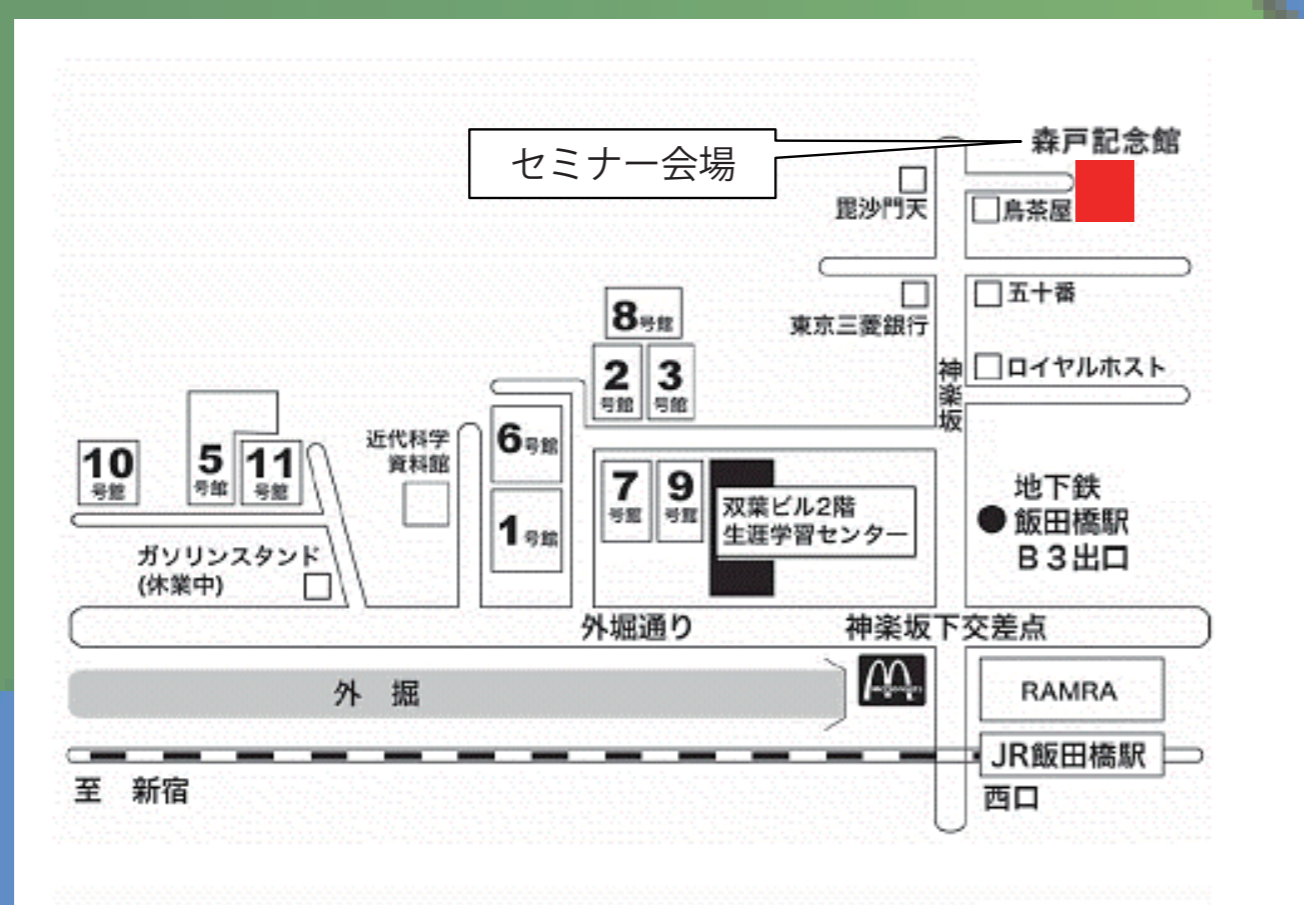 セミナー会場
森戸記念館
毘沙門天
鳥茶屋
東京三菱銀行
五十番
ロイヤルホスト
神楽坂
8号館
2号館
3号館
6号館
近代科学
資料館
10号館
5号館
11号館
7号館
9号館
1号館
双葉ビル2階
生涯学習センター
地下鉄
飯田橋駅
B3出口
ガソリンスタンド
(休業中)
外堀通り
神楽坂下交差点
外 掘
RAMRA
JR飯田橋駅
至 新宿
西口